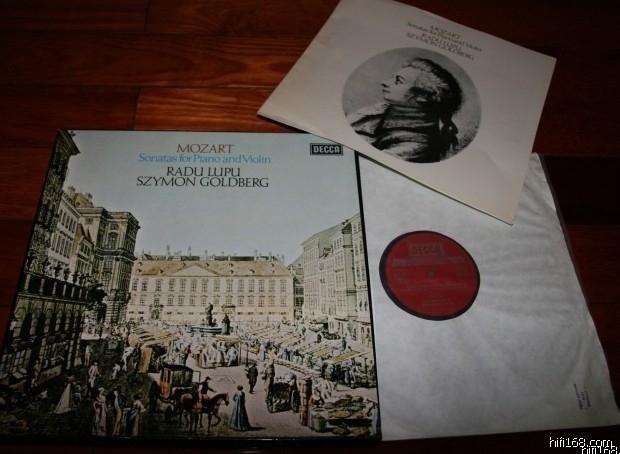 MOZART
Sonatas for Piano and Violin
RADU LUPU
SZYMON GOLDBERG
MOZART
Sonatas for Piano and Violin
DECCA
RADU LUPU
SZYMON GOLDBERG
DECCA
hifi168.com
hifi168